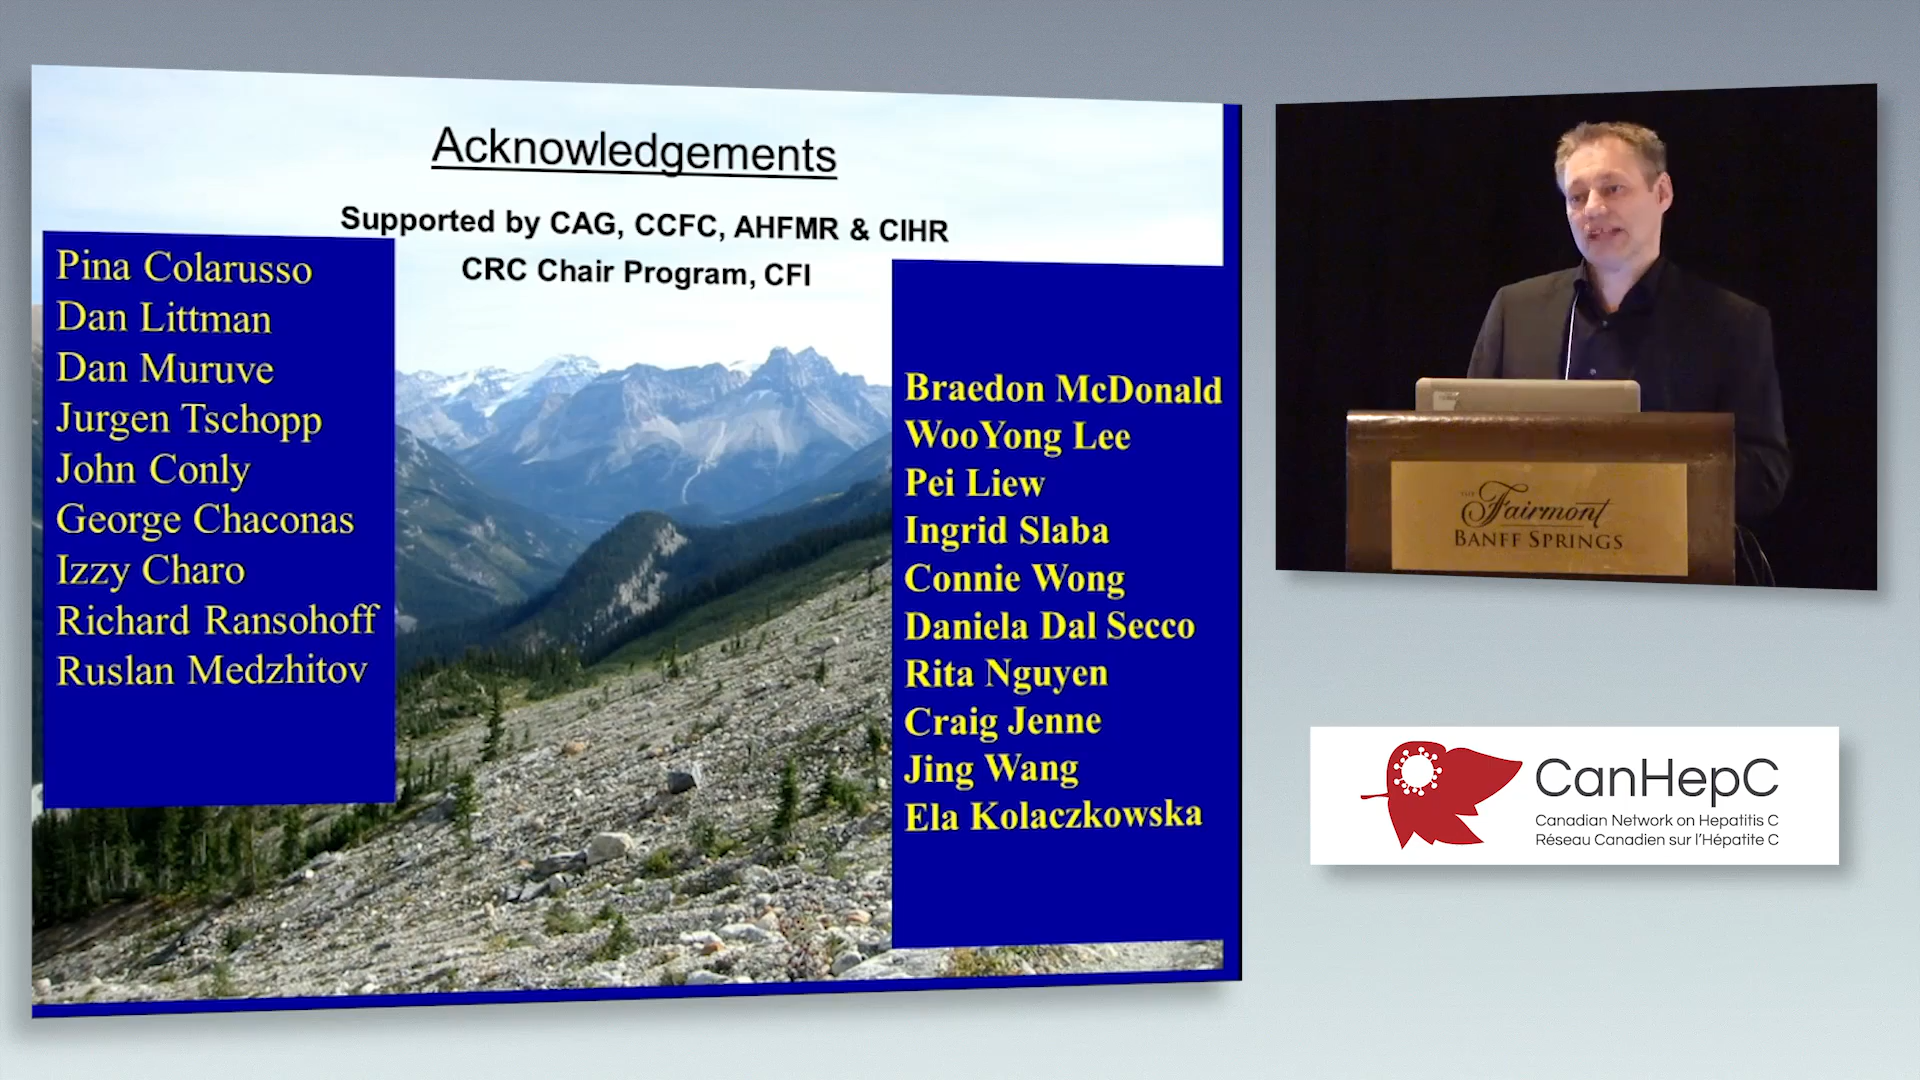 Acknowledgements
Supported by CAG, CCFC, AHFMR & CIHR
CRC Chair Program, CFI
Pina Colarusso
Dan Littman
Dan Muruve
Jurgen Tschopp
John Conly
George Chaconas
Izzy Charo
Richard Ransohoff
Ruslan Medzhitov
Braedon McDonald
WooYong Lee
Pei Liew
Ingrid Slaba
Connie Wong
Daniela Dal Secco
Rita Nguyen
Craig Jenne
Jing Wang
Ela Kolaczkowska
THE Fairmont
BANFF SPRINGS
CanHepC
Canadian Network on Hepatitis C
Réseau Canadien sur l'Hépatite C